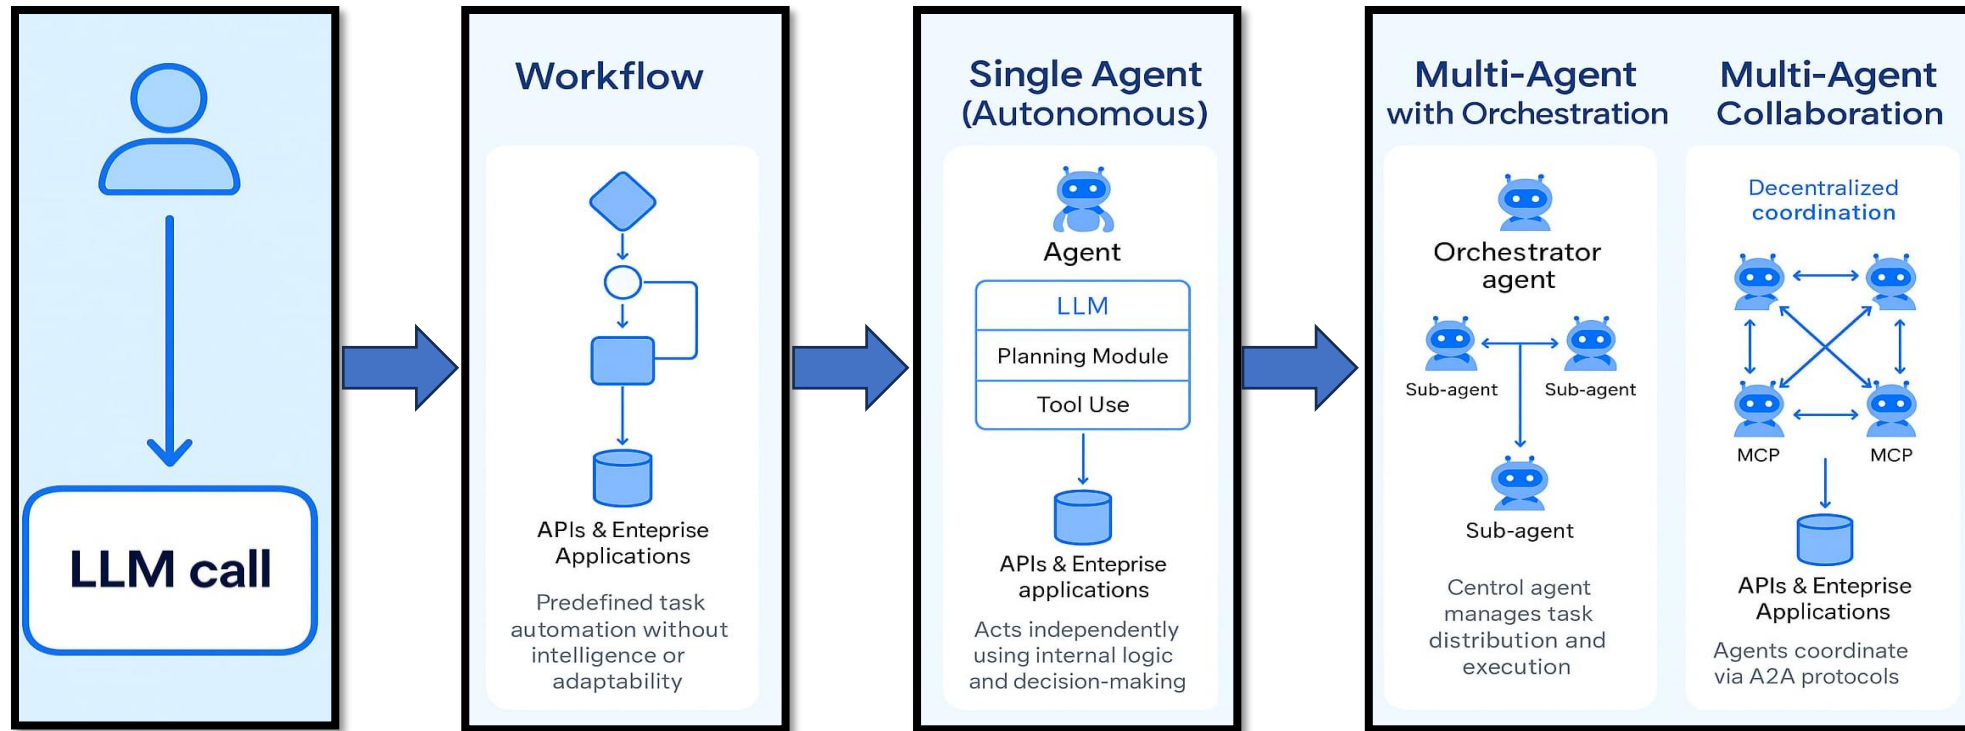 LLM call
Workflow
APIs & Enteprise
Applications
Predefined task
automation without
intelligence or
adaptability
Single Agent
(Autonomous)
Agent
LLM
Planning Module
Tool Use
APIs & Enteprise
applications
Acts independently
using internal logic
and decision-making
Multi-Agent
with Orchestration
Orchestrator
agent
Sub-agent
Sub-agent
Sub-agent
Central agent
manages task
distribution and
execution
Multi-Agent
Collaboration
Decentralized
coordination
MCP
MCP
APIs & Enteprise
Applications
Agents coordinate
via A2A protocols